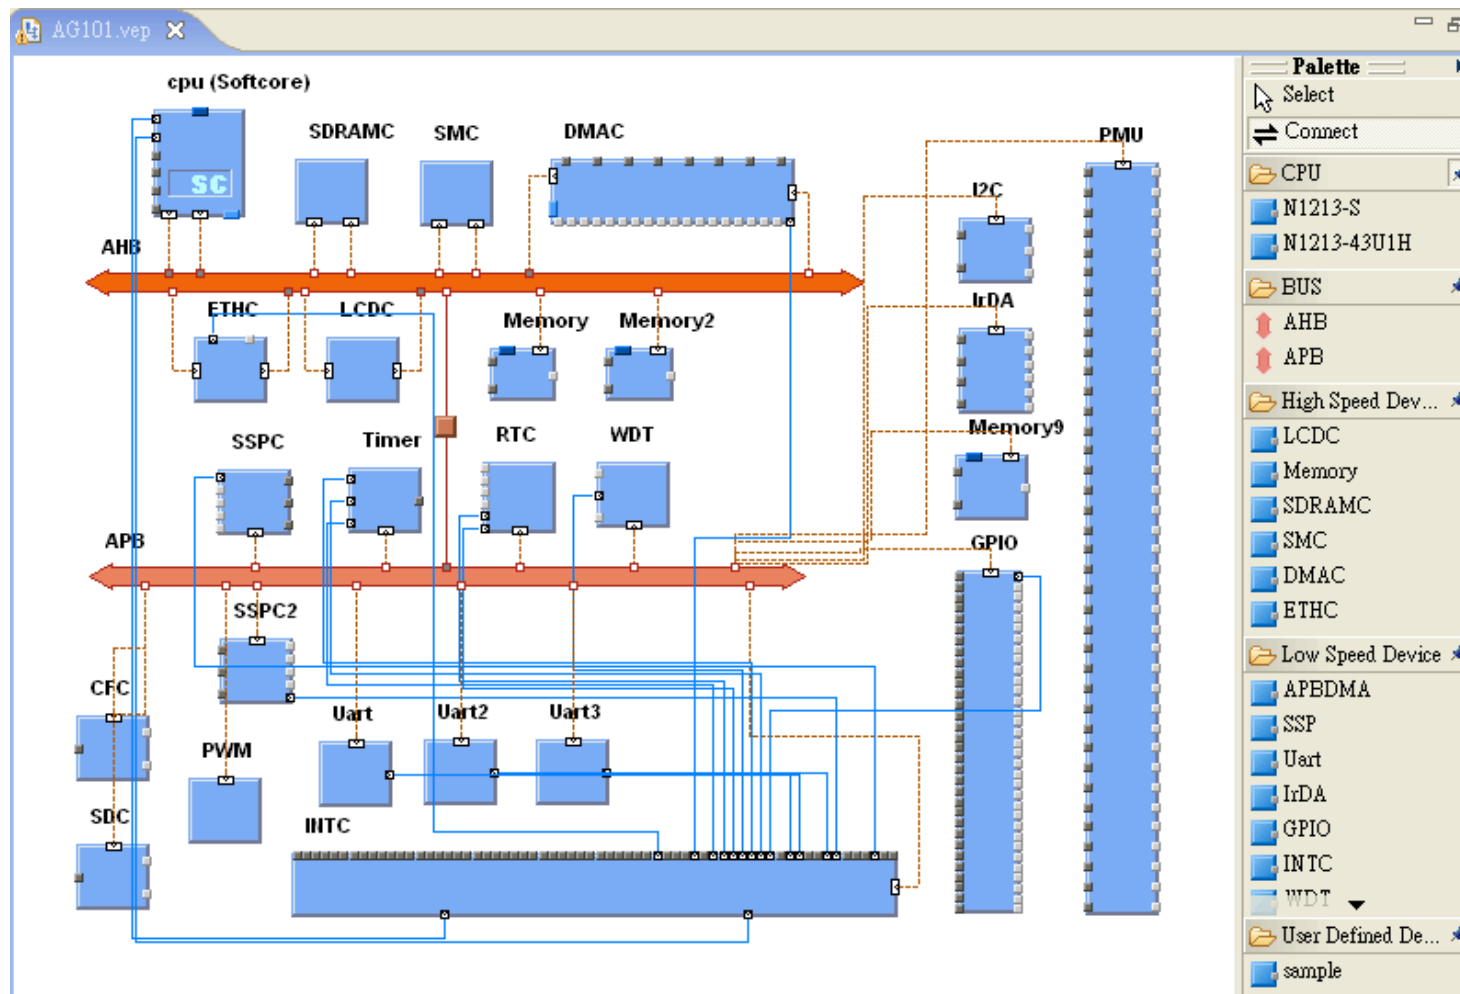 AG101.vep
cpu (Softcore)
SDRAMC
SMC
DMAC
PMU
SC
I2C
AHB
ETHC
LCDC
Memory
Memory2
IrDA
SSPC
Timer
RTC
WDT
Memory9
APB
GPIO
SSPC2
CFC
Uart
Uart2
Uart3
PWM
SDC
INTC
Palette
Select
Connect
CPU
N1213-S
N1213-43U1H
BUS
AHB
APB
High Speed Dev...
LCDC
Memory
SDRAMC
SMC
DMAC
ETHC
Low Speed Device
APBDMA
SSP
Uart
IrDA
GPIO
INTC
WDT
User Defined De...
sample